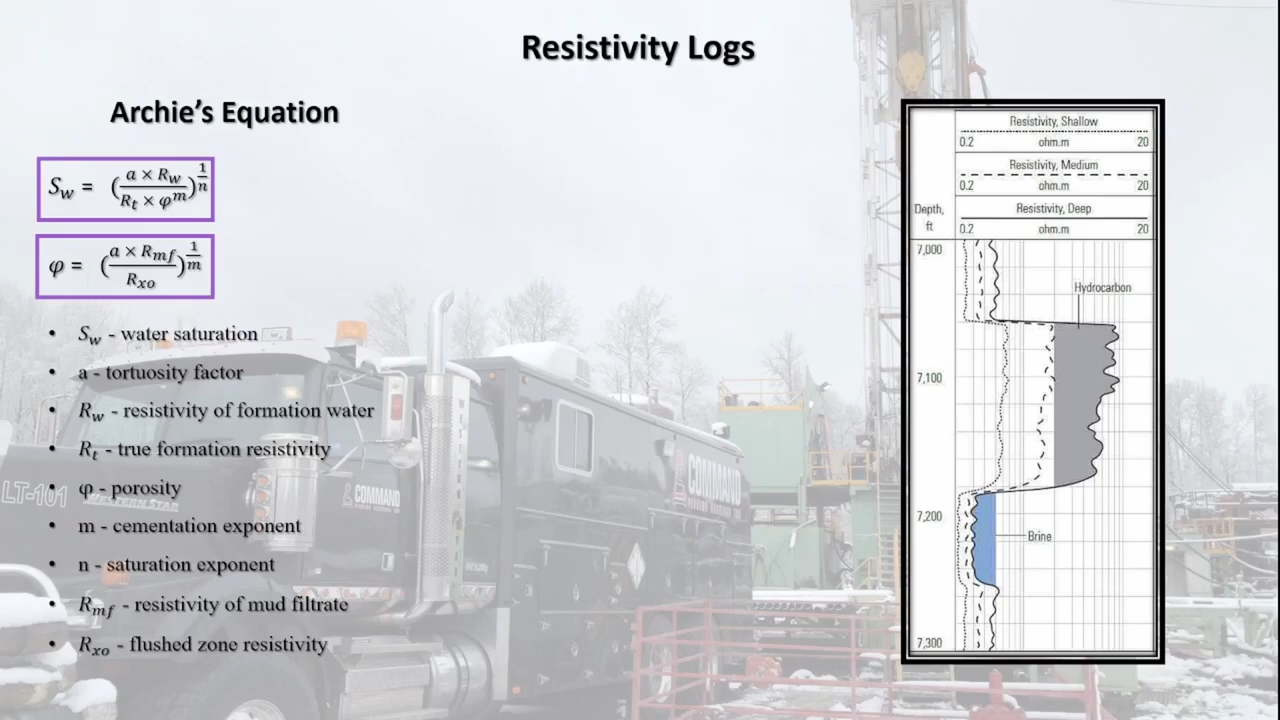 Resistivity Logs
Archie's Equation
S_w = (a × R_w / R_t × φ^m)^1/n
φ = (a × R_mf / R_xo)^1/m
• S_w - water saturation
• a - tortuosity factor
• R_w - resistivity of formation water
• R_t - true formation resistivity
• φ - porosity
• m - cementation exponent
• n - saturation exponent
• R_mf - resistivity of mud filtrate
• R_xo - flushed zone resistivity
Resistivity, Shallow
0.2 ohm.m 20
Resistivity, Medium
0.2 ohm.m 20
Depth, ft
Resistivity, Deep
0.2 ohm.m 20
7,000
Hydrocarbon
7,100
7,200
Brine
7,300
LT-101
WESTERN STAR
COMMAND
COMMAND